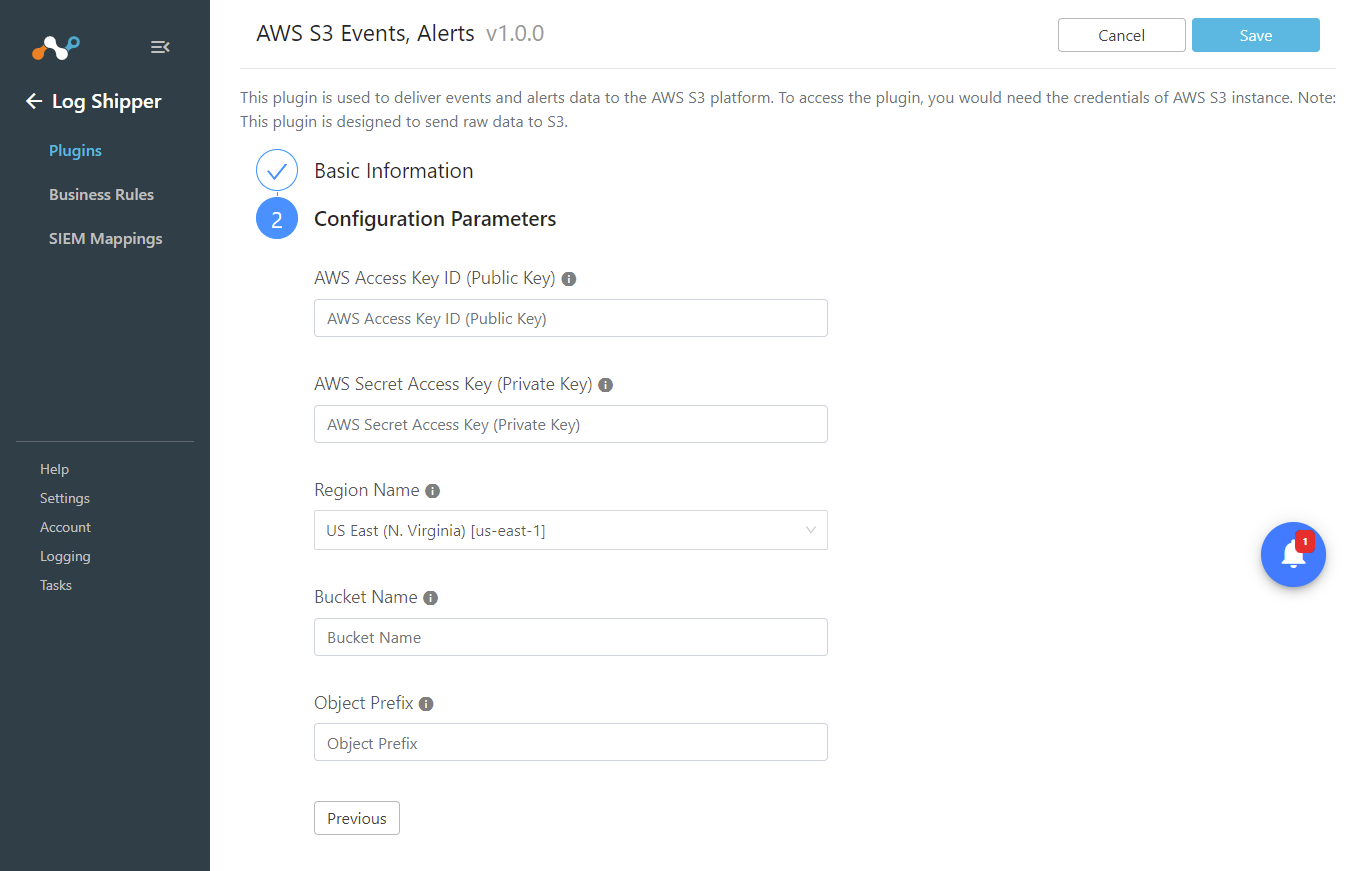 Log Shipper
Plugins
Business Rules
SIEM Mappings
Help
Settings
Account
Logging
Tasks
AWS S3 Events, Alerts v1.0.0
Cancel
Save
This plugin is used to deliver events and alerts data to the AWS S3 platform. To access the plugin, you would need the credentials of AWS S3 instance. Note:
This plugin is designed to send raw data to S3.
Basic Information
2 Configuration Parameters
AWS Access Key ID (Public Key)
AWS Access Key ID (Public Key)
AWS Secret Access Key (Private Key)
AWS Secret Access Key (Private Key)
Region Name
US East (N. Virginia) [us-east-1]
Bucket Name
Bucket Name
Object Prefix
Object Prefix
Previous
1